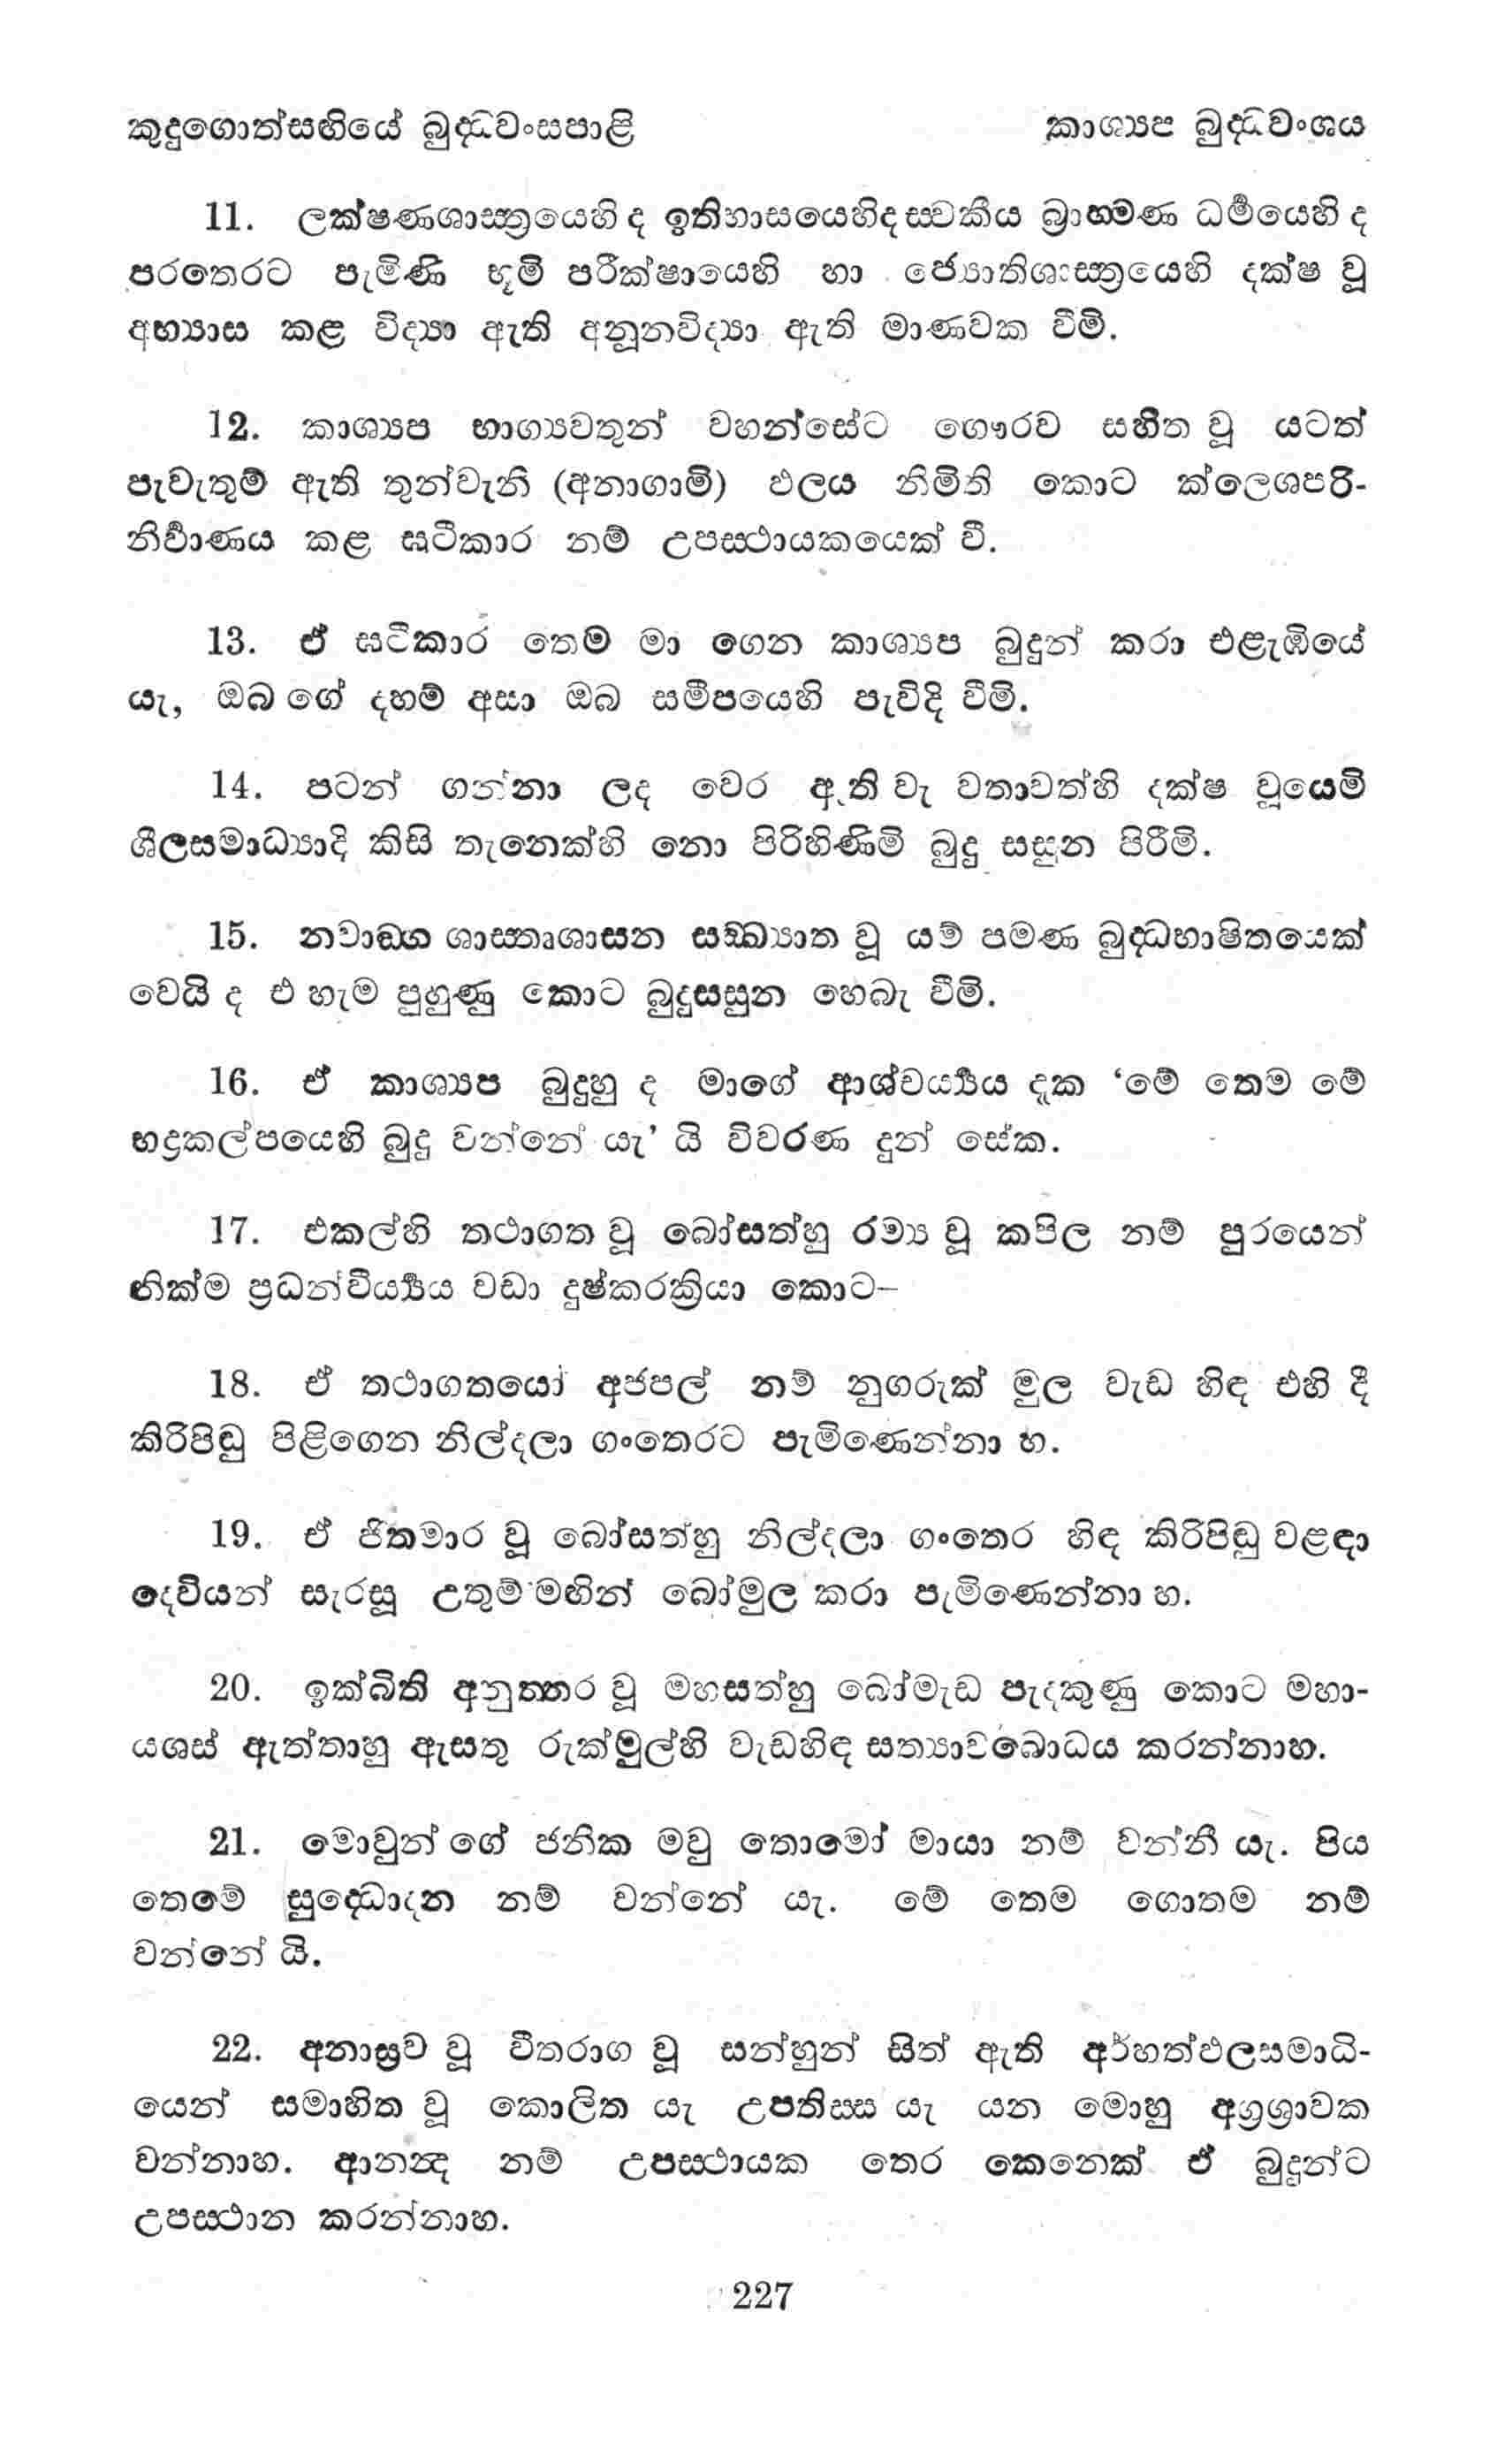 කුදුගොත්සඟියේ බුද්ධවංසපාළි කාශ්‍යප බුද්ධවංශය
11. ලක්ෂණශාස්ත්‍රයෙහි ද ඉතිහාසයෙහිද ස්වකීය බ්‍රාහ්මණ ධර්මයෙහි ද
පරතෙරට පැමිණි භූමි පරීක්ෂායෙහි හා ජ්‍යොතිශාස්ත්‍රයෙහි දක්ෂ වූ
අභ්‍යාස කළ විද්‍යා ඇති අනූනවිද්‍යා ඇති මාණවක වීමි.
12. කාශ්‍යප භාග්‍යවතුන් වහන්සේට ගෞරව සහිත වූ යටත්
පැවැතුම් ඇති තුන්වැනි (අනාගාමි) ඵලය නිමිති කොට ක්ලෙශපරි-
නිර්වාණය කළ ඝටීකාර නම් උපස්ථායකයෙක් වී.
13. ඒ ඝටීකාර තෙම මා ගෙන කාශ්‍යප බුදුන් කරා එළැඹියේ
යැ, ඔබ ගේ දහම් අසා ඔබ සමීපයෙහි පැවිදි වීමි.
14. පටන් ගන්නා ලද වෙර ඇති වැ වතාවත්හි දක්ෂ වූයෙමි
ශීලසමාධ්‍යාදි කිසි තැනෙක්හි නො පිරිහිණිමි බුදු සසුන පිරීමි.
15. නවාඞ්ග ශාස්තෘශාසන සඞ්ඛ්‍යාත වූ යම් පමණ බුද්ධභාෂිතයෙක්
වෙයි ද එ හැම පුහුණු කොට බුදුසසුන හෙබැ වීමි.
16. ඒ කාශ්‍යප බුදුහු ද මාගේ ආශ්චර්‍ය්‍යය දැක ‘මේ තෙම මේ
භද්‍රකල්පයෙහි බුදු වන්නේ යැ’ යි විවරණ දුන් සේක.
17. එකල්හි තථාගත වූ බෝසත්හු රම්‍ය වූ කපිල නම් පුරයෙන්
නික්ම ප්‍රධන්වීර්‍ය්‍යය වඩා දුෂ්කරක්‍රියා කොට–
18. ඒ තථාගතයෝ අජපල් නම් නුගරුක් මුල වැඩ හිඳ එහි දී
කිරිපිඬු පිළිගෙන නිල්දලා ගංතෙරට පැමිණෙන්නා හ.
19. ඒ ජිතමාර වූ බෝසත්හු නිල්දලා ගංතෙර හිඳ කිරිපිඬු වළඳා
දෙවියන් සැරසූ උතුම් මඟින් බෝමුල කරා පැමිණෙන්නා හ.
20. ඉක්බිති අනුත්තර වූ මහසත්හු බෝමැඩ පැදකුණු කොට මහා-
යශස් ඇත්තාහු ඇසතු රුක්මුල්හි වැඩහිඳ සත්‍යාවබොධය කරන්නාහ.
21. මොවුන් ගේ ජනික මවු තොමෝ මායා නම් වන්නී යැ. පිය
තෙමේ සුද්ධොදන නම් වන්නේ යැ. මේ තෙම ගොතම නම්
වන්නේ යි.
22. අනාස්‍රව වූ වීතරාග වූ සන්හුන් සිත් ඇති අර්හත්ඵලසමාධි-
යෙන් සමාහිත වූ කොලිත යැ උපතිස්ස යැ යන මොහු අග්‍රශ්‍රාවක
වන්නාහ. ආනන්ද නම් උපස්ථායක තෙර කෙනෙක් ඒ බුදුන්ට
උපස්ථාන කරන්නාහ.
227